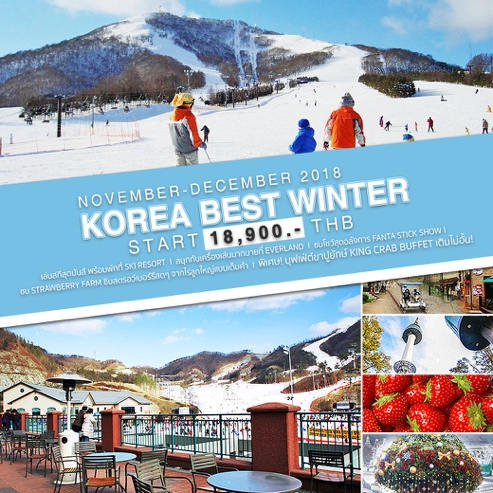 NOVEMBER-DECEMBER 2018
KOREA BEST WINTER
START 18,900.- THB
เล่นสกีสุดมันส์ พร้อมพักที่ SKI RESORT I สนุกกับเครื่องเล่นมากมายที่ EVERLAND I ชมโชว์สุดอลังการ FANTA STICK SHOW I
ชม STRAWBERRY FARM ชิมสตรอว์เบอร์รีสดๆ จากไร่ลูกใหญ่แบบเต็มคำ I พิเศษ! บุฟเฟ่ต์ขาปูยักษ์ KING CRAB BUFFET เติมไม่อั้น!